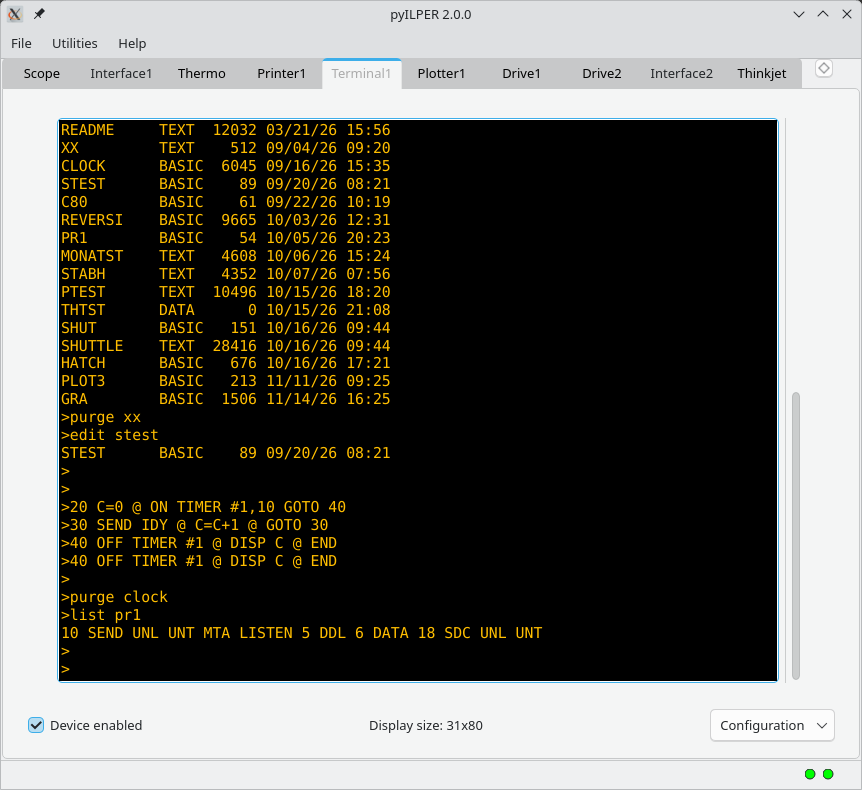 pyILPER 2.0.0
File Utilities Help
Scope Interface1 Thermo Printer1 Terminal1 Plotter1 Drive1 Drive2 Interface2 Thinkjet
README     TEXT  12032 03/21/26 15:56
XX         TEXT    512 09/04/26 09:20
CLOCK      BASIC  6045 09/16/26 15:35
STEST      BASIC    89 09/20/26 08:21
C80        BASIC    61 09/22/26 10:19
REVERSI    BASIC  9665 10/03/26 12:31
PR1        BASIC    54 10/05/26 20:23
MONATST    TEXT   4608 10/06/26 15:24
STABH      TEXT   4352 10/07/26 07:56
PTEST      TEXT  10496 10/15/26 18:20
THTST      DATA      0 10/15/26 21:08
SHUT       BASIC   151 10/16/26 09:44
SHUTTLE    TEXT  28416 10/16/26 09:44
HATCH      BASIC   676 10/16/26 17:21
PLOT3      BASIC   213 11/11/26 09:25
GRA        BASIC  1506 11/14/26 16:25
>purge xx
>edit stest
STEST      BASIC    89 09/20/26 08:21
>
>
>20 C=0 @ ON TIMER #1,10 GOTO 40
>30 SEND IDY @ C=C+1 @ GOTO 30
>40 OFF TIMER #1 @ DISP C @ END
>40 OFF TIMER #1 @ DISP C @ END
>
>purge clock
>list pr1
10 SEND UNL UNT MTA LISTEN 5 DDL 6 DATA 18 SDC UNL UNT
>
>
Device enabled Display size: 31x80 Configuration